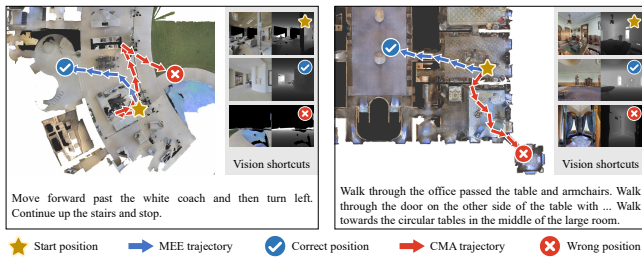 Vision shortcuts
Move forward past the white coach and then turn left.
Continue up the stairs and stop.
Vision shortcuts
Walk through the office passed the table and armchairs. Walk
through the door on the other side of the table with ... Walk
towards the circular tables in the middle of the large room.
Start position
MEE trajectory
Correct position
CMA trajectory
Wrong position